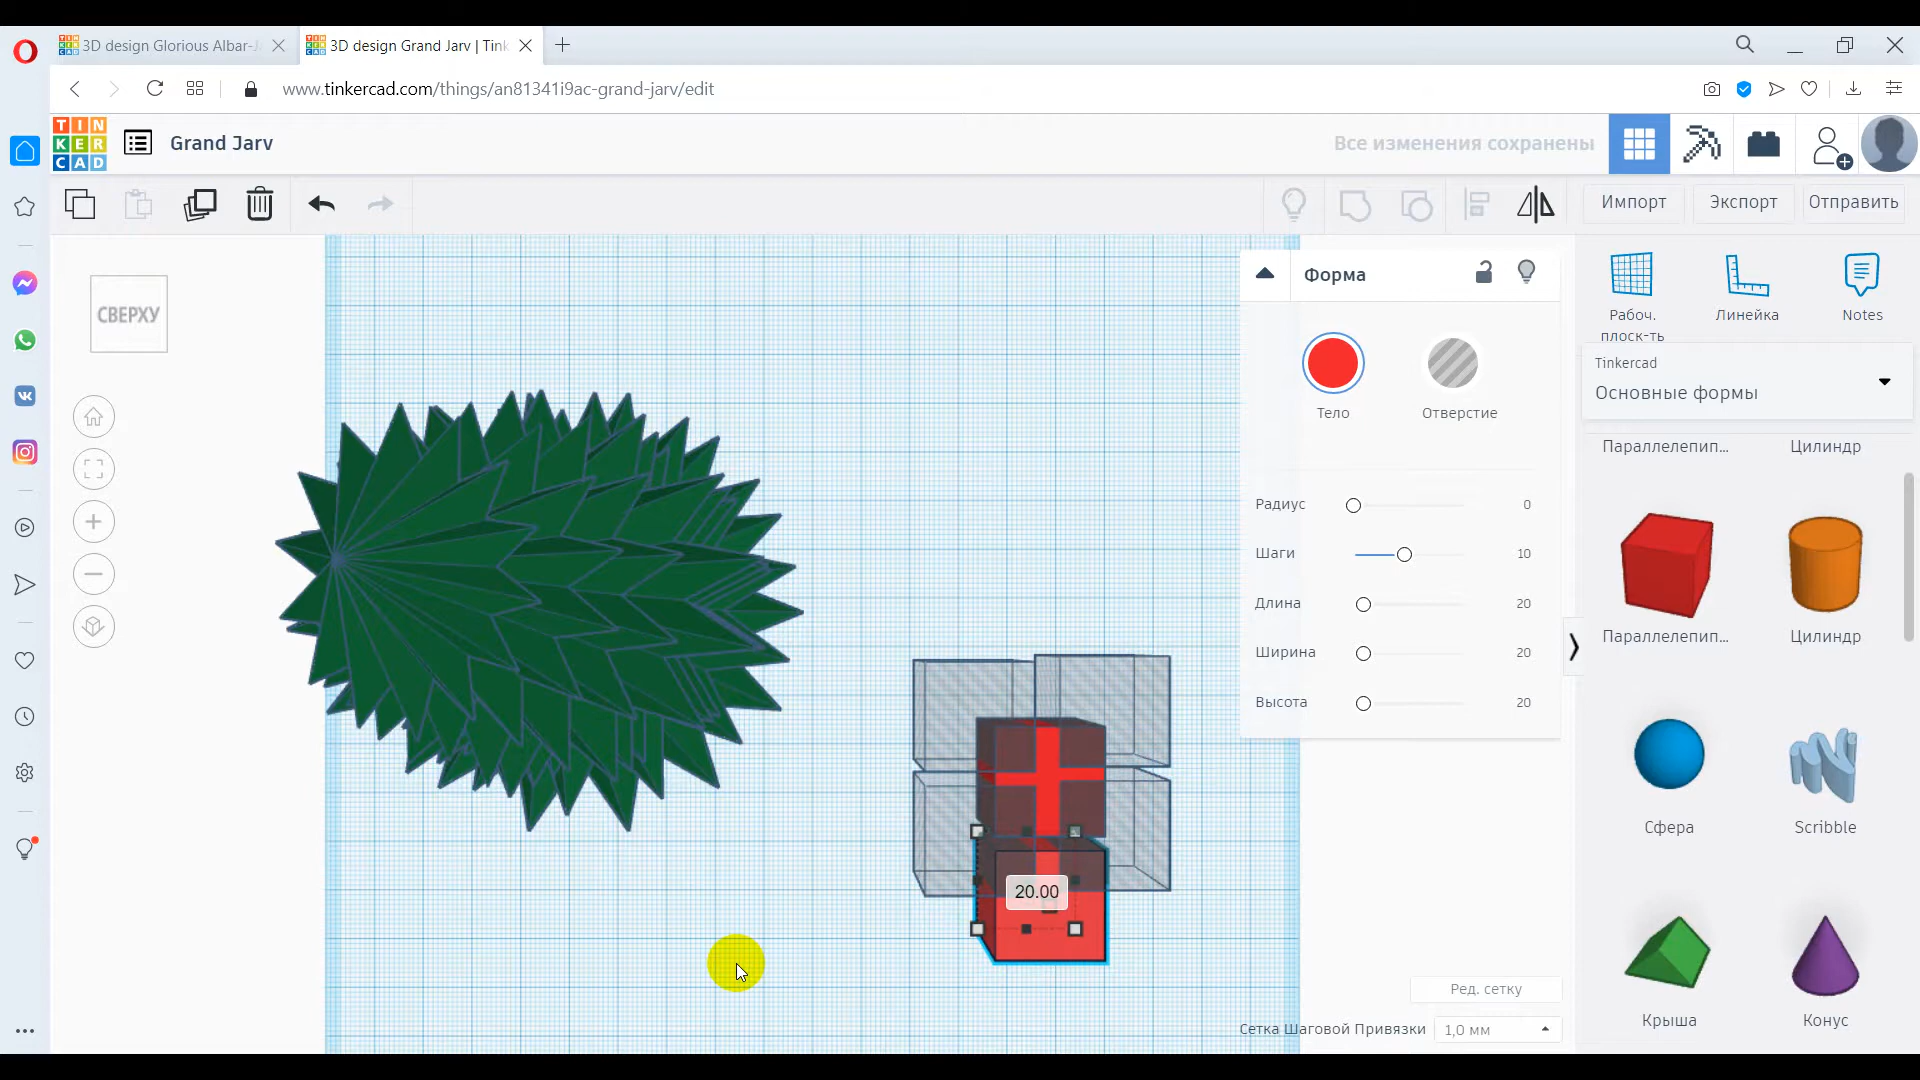 3D design Glorious Albar-J
3D design Grand Jarv | Tink
www.tinkercad.com/things/an81341i9ac-grand-jarv/edit
TIN
KER
CAD
Grand Jarv
Все изменения сохранены
Импорт
Экспорт
Отправить
СВЕРХУ
Форма
Тело
Отверстие
Радиус
0
Шаги
10
Длина
20
Ширина
20
Высота
20
20.00
Рабоч.
плоск-ть
Линейка
Notes
Tinkercad
Основные формы
Параллелепип...
Цилиндр
Параллелепип...
Цилиндр
Сфера
Scribble
Крыша
Конус
Ред. сетку
Сетка Шаговой Привязки
1,0 мм